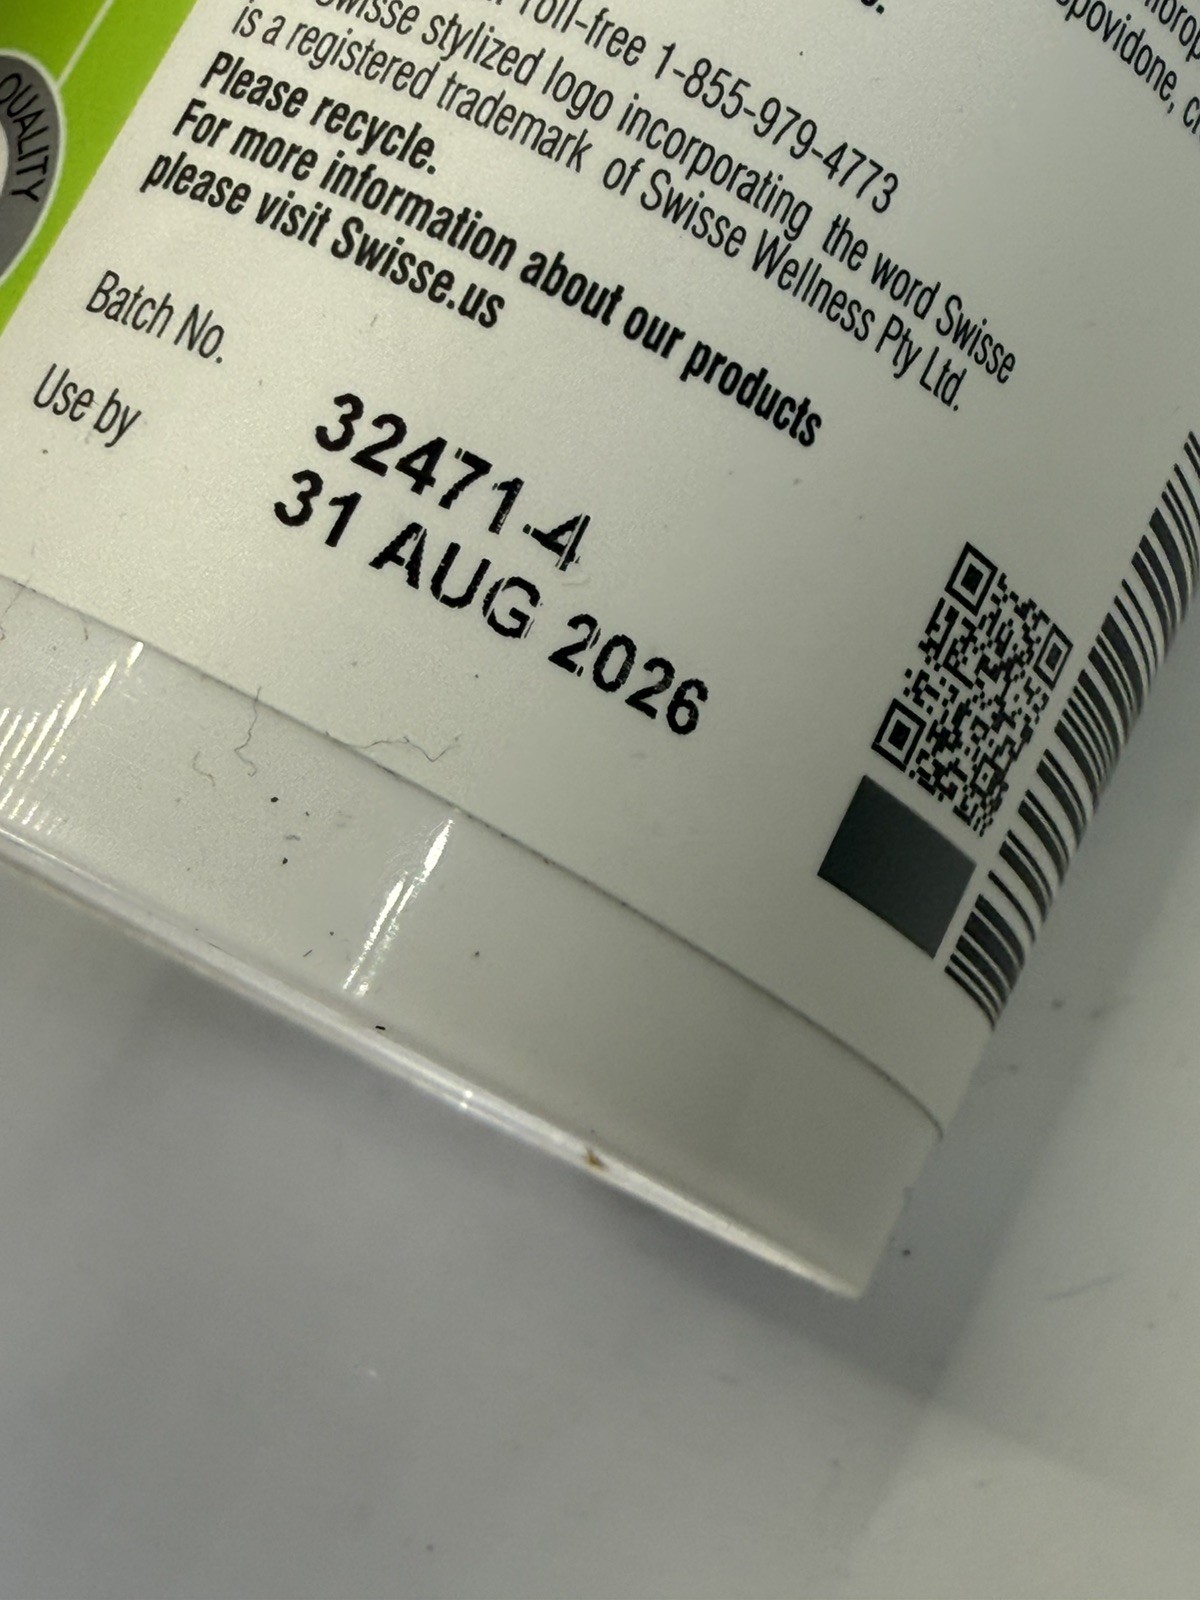 Toll-free 1-855-979-4773
Swisse stylized logo incorporating the word Swisse
is a registered trademark of Swisse Wellness Pty Ltd.
Please recycle.
For more information about our products
please visit Swisse.us
Batch No.
32471-4
Use by
31 AUG 2026
QUALITY